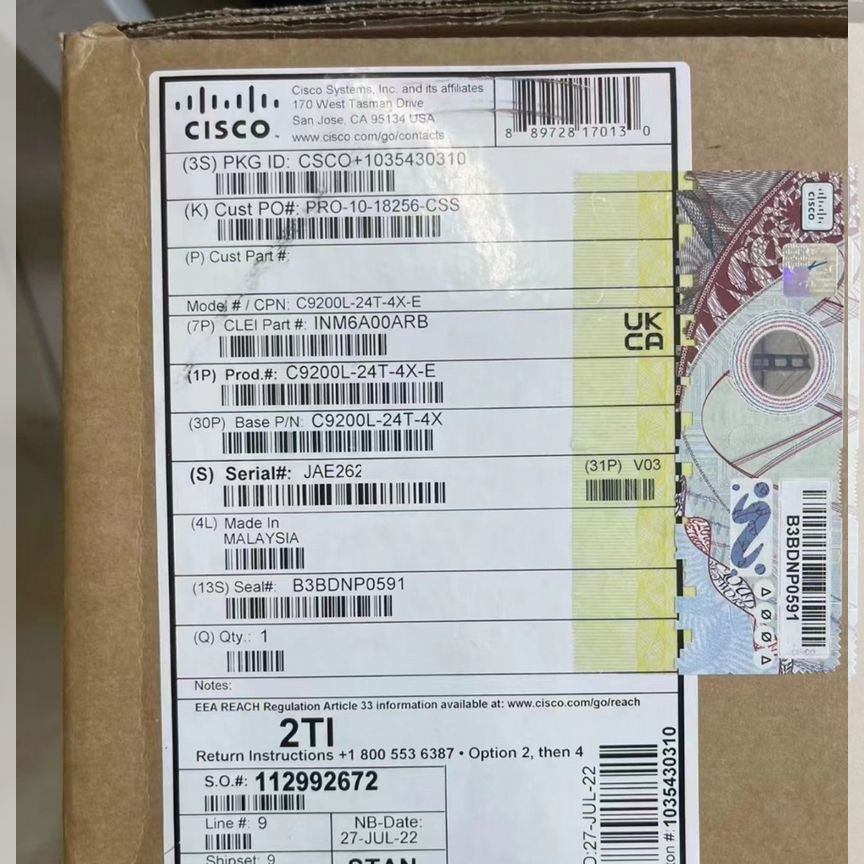 CISCO
Cisco Systems, Inc. and its affiliates
170 West Tasman Drive
San Jose, CA 95134 USA
www.cisco.com/go/contacts
8 89728 17013 0
(3S) PKG ID: CSCO+1035430310
(K) Cust PO#: PRO-10-18256-CSS
(P) Cust Part #:
Model # / CPN: C9200L-24T-4X-E
(7P) CLEI Part #: INM6A00ARB
UK
CA
(1P) Prod.#: C9200L-24T-4X-E
(30P) Base P/N: C9200L-24T-4X
(S) Serial#: JAE262
(31P) V03
(4L) Made In
MALAYSIA
(13S) Seal#: B3BDNP0591
(Q) Qty.: 1
Notes:
EEA REACH Regulation Article 33 information available at: www.cisco.com/go/reach
2TI
Return Instructions +1 800 553 6387 • Option 2, then 4
S.O.#: 112992672
Line #: 9
NB-Date:
27-JUL-22
Shipset: 9
D:27-JUL-22
1035430310
CISCO
B3BDNP0591
CISCO